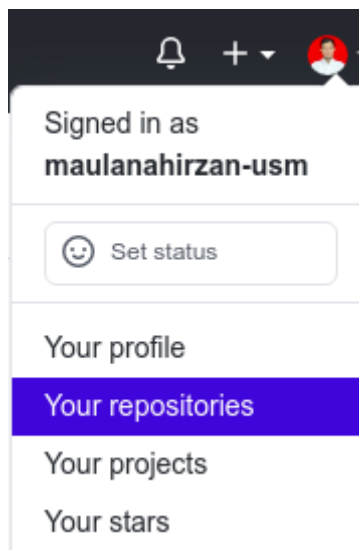 Signed in as
maulanahirzan-usm
Set status
Your profile
Your repositories
Your projects
Your stars